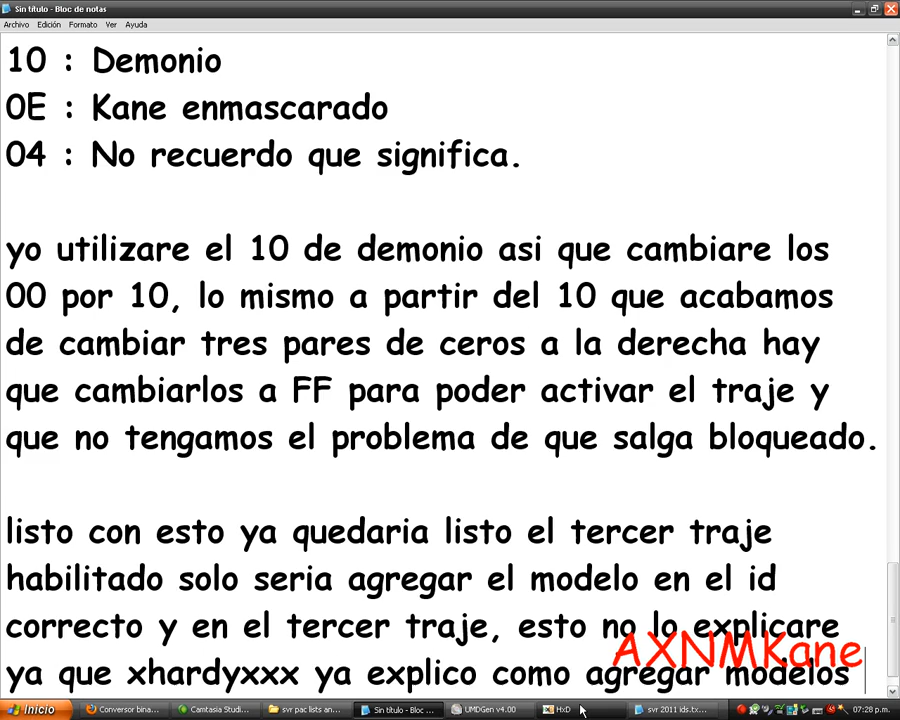 Sin título - Bloc de notas
Archivo Edición Formato Ver Ayuda
10 : Demonio
0E : Kane enmascarado
04 : No recuerdo que significa.
yo utilizare el 10 de demonio asi que cambiare los
00 por 10, lo mismo a partir del 10 que acabamos
de cambiar tres pares de ceros a la derecha hay
que cambiarlos a FF para poder activar el traje y
que no tengamos el problema de que salga bloqueado.
listo con esto ya quedaria listo el tercer traje
habilitado solo seria agregar el modelo en el id
correcto y en el tercer traje, esto no lo explicare
AXNMKane
ya que xhardyxxx ya explico como agregar modelos
Inicio Conversor bina... Camtasia Studi... svr pac lists an... Sin título - Bloc ... UMDGen v4.00 HxD svr 2011 ids.tx... 07:28 p.m.